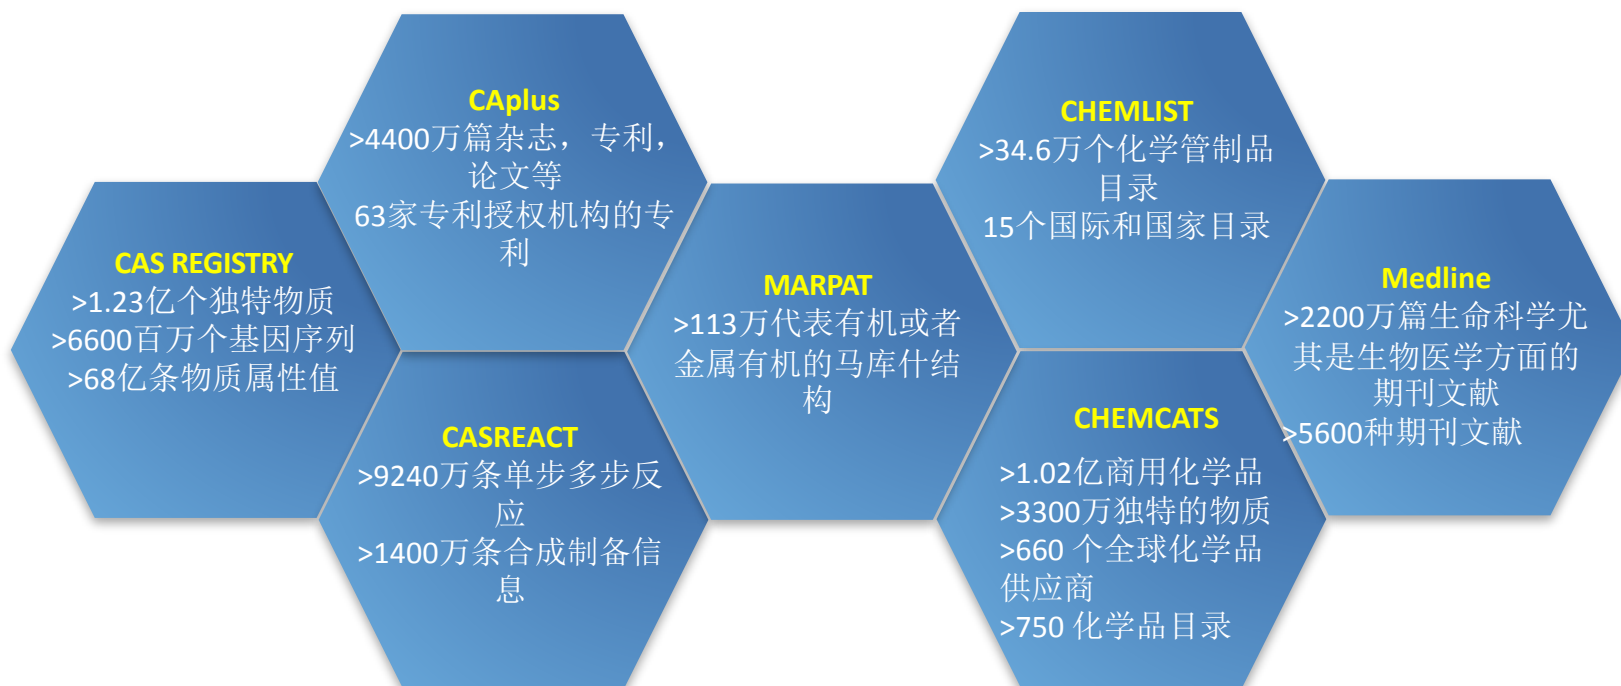 CAS REGISTRY
>1.23亿个独特物质
>6600百万个基因序列
>68亿条物质属性值
CAplus
>4400万篇杂志，专利，
论文等
63家专利授权机构的专
利
CASREACT
>9240万条单步多步反
应
>1400万条合成制备信
息
MARPAT
>113万代表有机或者
金属有机的马库什结
构
CHEMLIST
>34.6万个化学管制品
目录
15个国际和国家目录
CHEMCATS
>1.02亿商用化学品
>3300万独特的物质
>660 个全球化学品
供应商
>750 化学品目录
Medline
>2200万篇生命科学尤
其是生物医学方面的
期刊文献
>5600种期刊文献